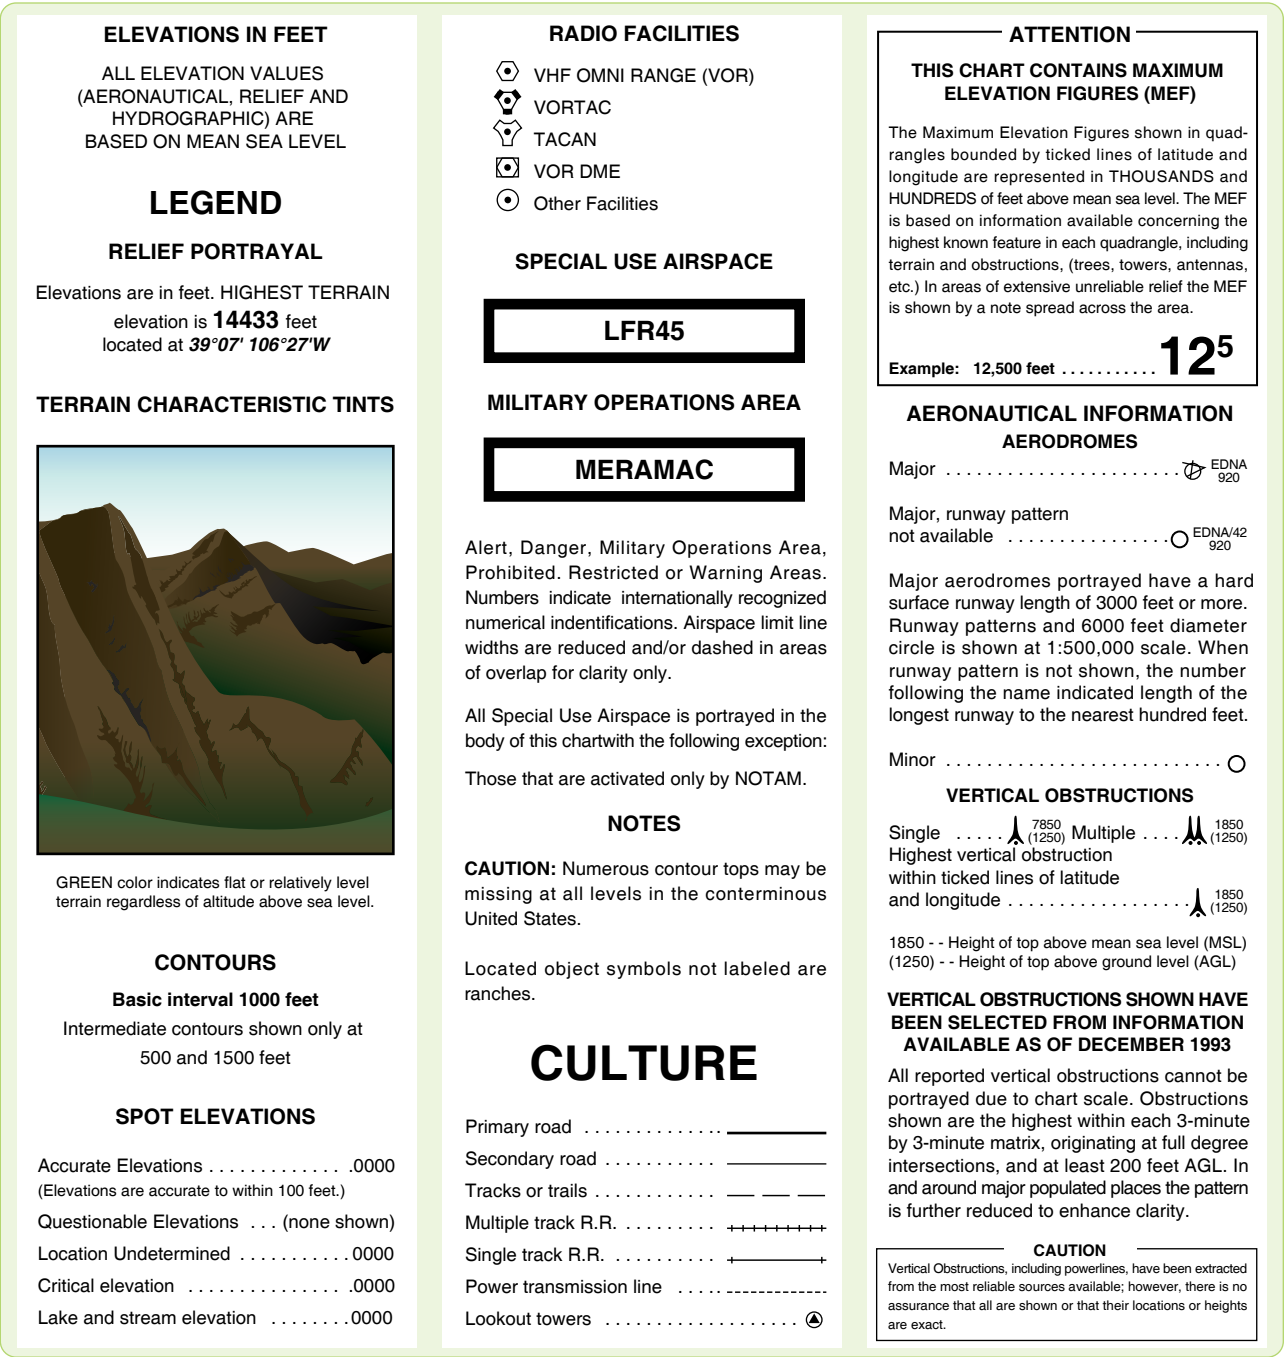 ELEVATIONS IN FEET
ALL ELEVATION VALUES
(AERONAUTICAL, RELIEF AND
HYDROGRAPHIC) ARE
BASED ON MEAN SEA LEVEL
LEGEND
RELIEF PORTRAYAL
Elevations are in feet. HIGHEST TERRAIN
elevation is 14433 feet
located at 39°07' 106°27'W
TERRAIN CHARACTERISTIC TINTS
GREEN color indicates flat or relatively level
terrain regardless of altitude above sea level.
CONTOURS
Basic interval 1000 feet
Intermediate contours shown only at
500 and 1500 feet
SPOT ELEVATIONS
Accurate Elevations . . . . . . . . . . . . . . .0000
(Elevations are accurate to within 100 feet.)
Questionable Elevations . . . (none shown)
Location Undetermined . . . . . . . . . . . 0000
Critical elevation . . . . . . . . . . . . . . . .0000
Lake and stream elevation . . . . . . . . 0000
RADIO FACILITIES
VHF OMNI RANGE (VOR)
VORTAC
TACAN
VOR DME
Other Facilities
SPECIAL USE AIRSPACE
LFR45
MILITARY OPERATIONS AREA
MERAMAC
Alert, Danger, Military Operations Area,
Prohibited. Restricted or Warning Areas.
Numbers indicate internationally recognized
numerical indentifications. Airspace limit line
widths are reduced and/or dashed in areas
of overlap for clarity only.
All Special Use Airspace is portrayed in the
body of this chartwith the following exception:
Those that are activated only by NOTAM.
NOTES
CAUTION: Numerous contour tops may be
missing at all levels in the conterminous
United States.
Located object symbols not labeled are
ranches.
CULTURE
Primary road . . . . . . . . . . . . . ..
Secondary road . . . . . . . . . . .
Tracks or trails . . . . . . . . . . . .
Multiple track R.R. . . . . . . . . .
Single track R.R. . . . . . . . . . .
Power transmission line . . . ..
Lookout towers . . . . . . . . . . . . . . . . . . .
ATTENTION
THIS CHART CONTAINS MAXIMUM
ELEVATION FIGURES (MEF)
The Maximum Elevation Figures shown in quad-
rangles bounded by ticked lines of latitude and
longitude are represented in THOUSANDS and
HUNDREDS of feet above mean sea level. The MEF
is based on information available concerning the
highest known feature in each quadrangle, including
terrain and obstructions, (trees, towers, antennas,
etc.) In areas of extensive unreliable relief the MEF
is shown by a note spread across the area.
Example: 12,500 feet . . . . . . . . . . . 12⁵
AERONAUTICAL INFORMATION
AERODROMES
Major . . . . . . . . . . . . . . . . . . . . . . . EDNA
920
Major, runway pattern
not available . . . . . . . . . . . . . . . . EDNA/42
920
Major aerodromes portrayed have a hard
surface runway length of 3000 feet or more.
Runway patterns and 6000 feet diameter
circle is shown at 1:500,000 scale. When
runway pattern is not shown, the number
following the name indicated length of the
longest runway to the nearest hundred feet.
Minor . . . . . . . . . . . . . . . . . . . . . . . . . . .
VERTICAL OBSTRUCTIONS
Single . . . . . 7850 (1250) Multiple . . . . 1850 (1250)
Highest vertical obstruction
within ticked lines of latitude
and longitude . . . . . . . . . . . . . . . . . . 1850 (1250)
1850 - - Height of top above mean sea level (MSL)
(1250) - - Height of top above ground level (AGL)
VERTICAL OBSTRUCTIONS SHOWN HAVE
BEEN SELECTED FROM INFORMATION
AVAILABLE AS OF DECEMBER 1993
All reported vertical obstructions cannot be
portrayed due to chart scale. Obstructions
shown are the highest within each 3-minute
by 3-minute matrix, originating at full degree
intersections, and at least 200 feet AGL. In
and around major populated places the pattern
is further reduced to enhance clarity.
CAUTION
Vertical Obstructions, including powerlines, have been extracted
from the most reliable sources available; however, there is no
assurance that all are shown or that their locations or heights
are exact.